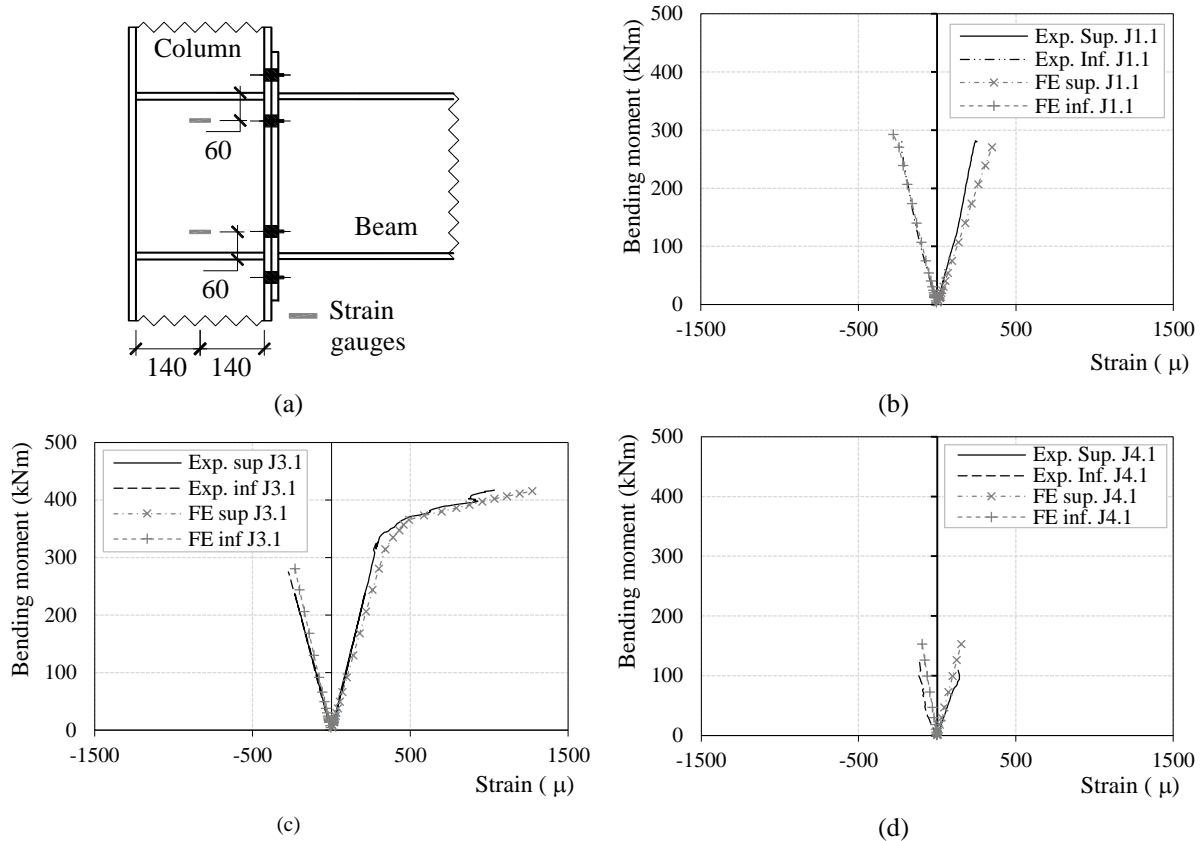 Column
60
Beam
60
Strain
gauges
140
140
(a)
Bending moment (kNm)
500
400
300
200
100
0
-1500
-500
500
1500
Strain ( μ)
Exp. Sup. J1.1
Exp. Inf. J1.1
FE sup. J1.1
FE inf. J1.1
(b)
Bending moment (kNm)
500
400
300
200
100
0
-1500
-500
500
1500
Strain ( μ)
Exp. sup J3.1
Exp. inf J3.1
FE sup J3.1
FE inf J3.1
(c)
Bending moment (kNm)
500
400
300
200
100
0
-1500
-500
500
1500
Strain ( μ)
Exp. Sup. J4.1
Exp. Inf. J4.1
FE sup. J4.1
FE inf. J4.1
(d)